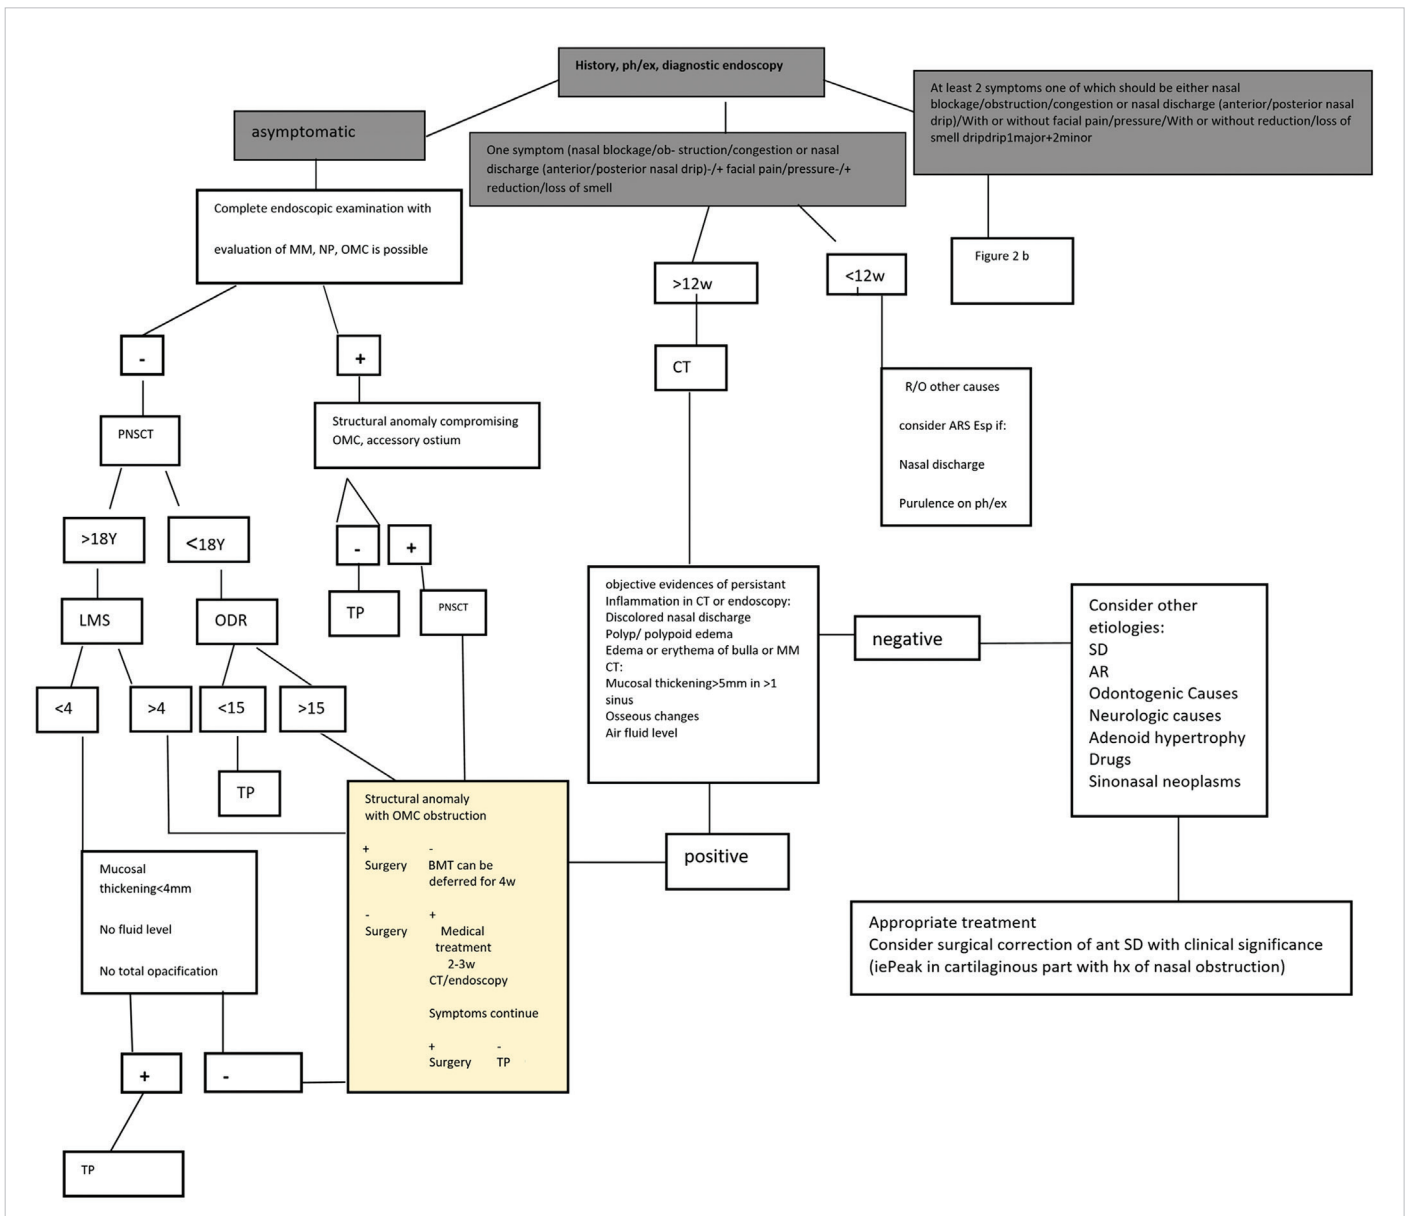 History, ph/ex, diagnostic endoscopy
At least 2 symptoms one of which should be either nasal
blockage/obstruction/congestion or nasal discharge (anterior/posterior nasal
drip)/With or without facial pain/pressure/With or without reduction/loss of
smell dripdrip1major+2minor
asymptomatic
One symptom (nasal blockage/ob- struction/congestion or nasal
discharge (anterior/posterior nasal drip)-/+ facial pain/pressure-/+
reduction/loss of smell
Complete endoscopic examination with
evaluation of MM, NP, OMC is possible
Figure 2 b
>12w
<12w
-
+
CT
R/O other causes
consider ARS Esp if:
Nasal discharge
Purulence on ph/ex
PNSCT
Structural anomaly compromising
OMC, accessory ostium
>18Y
<18Y
-
+
TP
PNSCT
LMS
ODR
objective evidences of persistant
Inflammation in CT or endoscopy:
Discolored nasal discharge
Polyp/ polypoid edema
Edema or erythema of bulla or MM
CT:
Mucosal thickening>5mm in >1
sinus
Osseous changes
Air fluid level
negative
Consider other
etiologies:
SD
AR
Odontogenic Causes
Neurologic causes
Adenoid hypertrophy
Drugs
Sinonasal neoplasms
<4
>4
<15
>15
TP
Structural anomaly
with OMC obstruction
+ -
Surgery BMT can be
deferred for 4w
- +
Surgery Medical
treatment
2-3w
CT/endoscopy
Symptoms continue
+ -
Surgery TP
positive
Mucosal
thickening<4mm
No fluid level
No total opacification
Appropriate treatment
Consider surgical correction of ant SD with clinical significance
(iePeak in cartilaginous part with hx of nasal obstruction)
+
-
TP